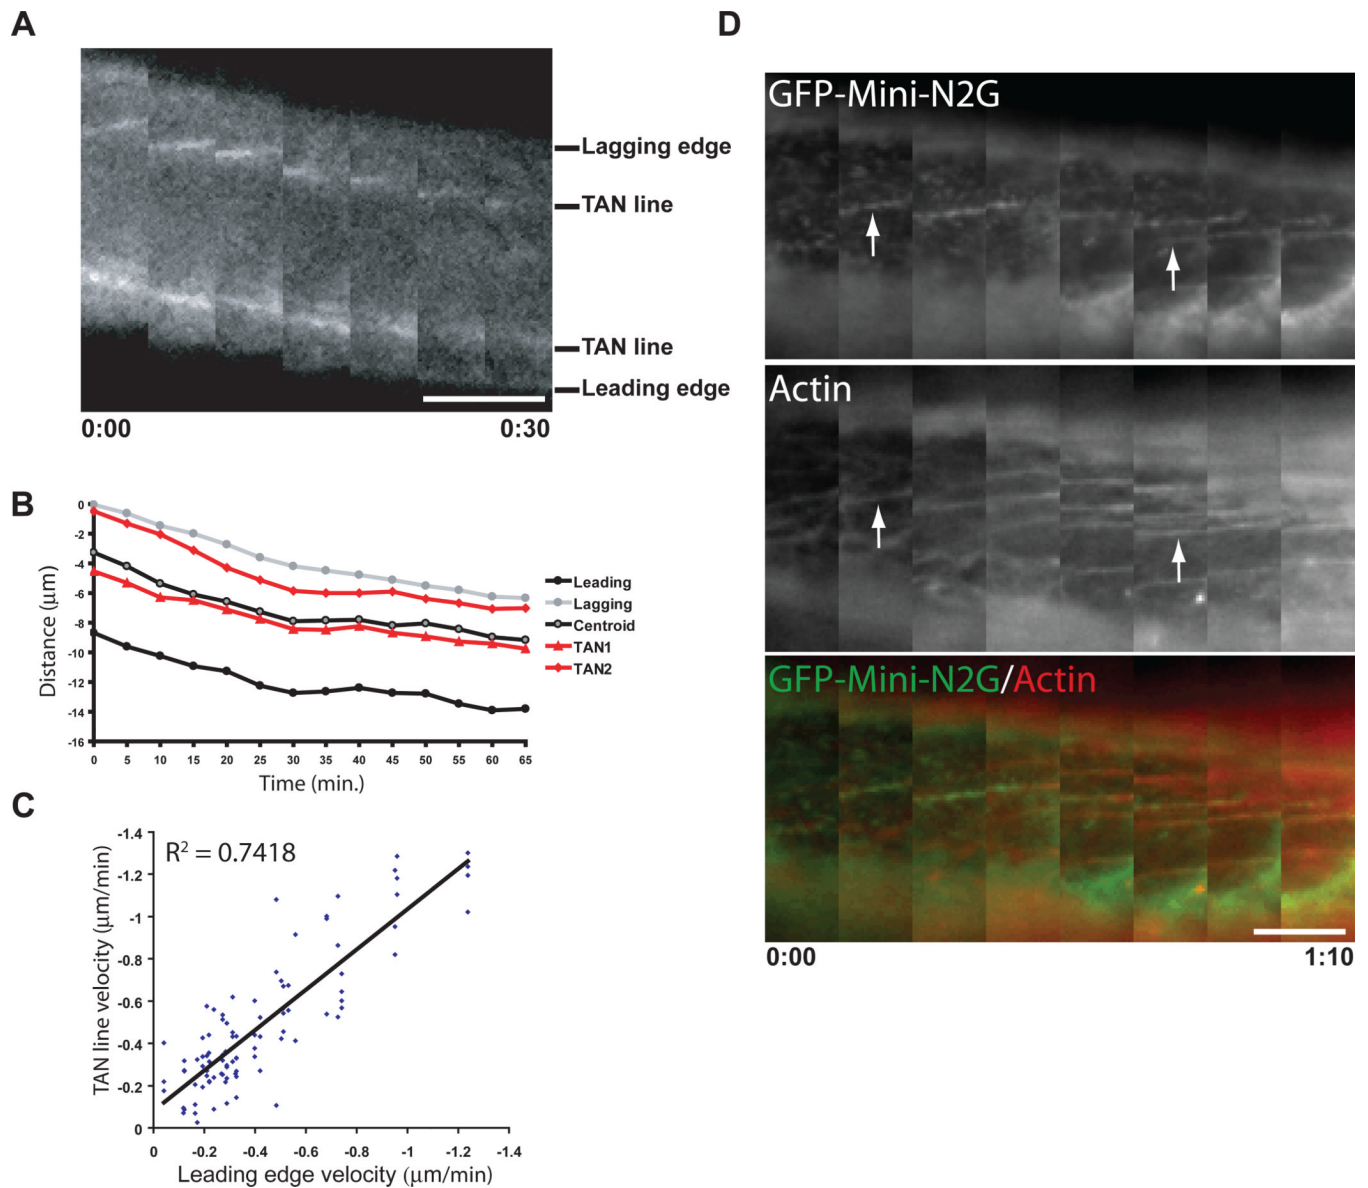 A
Lagging edge
TAN line
TAN line
Leading edge
0:00 0:30
B
0
-2
-4
-6
-8
-10
-12
-14
-16
Distance (μm)
0 5 10 15 20 25 30 35 40 45 50 55 60 65
Time (min.)
Leading
Lagging
Centroid
TAN1
TAN2
C
R² = 0.7418
-1.4
-1.2
-1
-0.8
-0.6
-0.4
-0.2
0
TAN line velocity (μm/min)
0 -0.2 -0.4 -0.6 -0.8 -1 -1.2 -1.4
Leading edge velocity (μm/min)
D
GFP-Mini-N2G
Actin
GFP-Mini-N2G/Actin
0:00 1:10